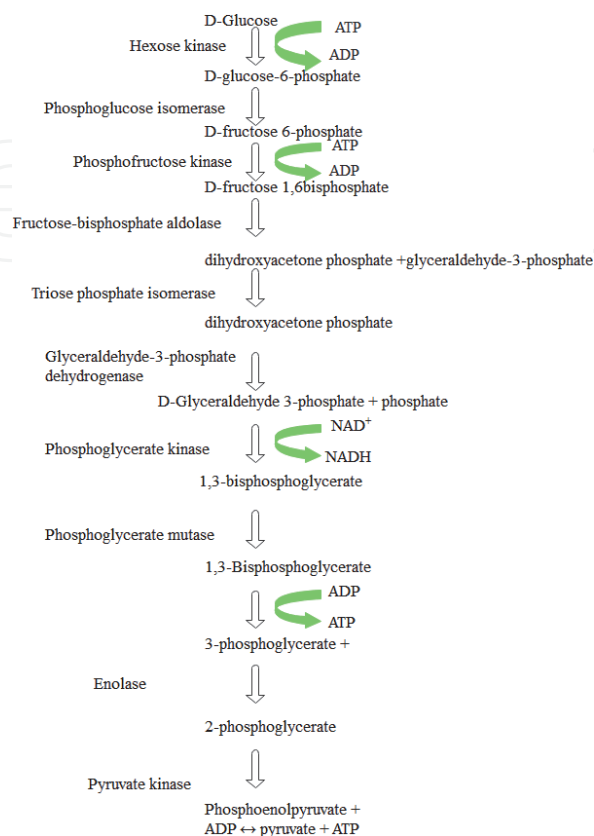 D-Glucose
ATP
Hexose kinase
ADP
D-glucose-6-phosphate
Phosphoglucose isomerase
D-fructose 6-phosphate
ATP
Phosphofructose kinase
ADP
D-fructose 1,6bisphosphate
Fructose-bisphosphate aldolase
dihydroxyacetone phosphate +glyceraldehyde-3-phosphate
Triose phosphate isomerase
dihydroxyacetone phosphate
Glyceraldehyde-3-phosphate
dehydrogenase
D-Glyceraldehyde 3-phosphate + phosphate
NAD⁺
Phosphoglycerate kinase
NADH
1,3-bisphosphoglycerate
Phosphoglycerate mutase
1,3-Bisphosphoglycerate
ADP
ATP
3-phosphoglycerate +
Enolase
2-phosphoglycerate
Pyruvate kinase
Phosphoenolpyruvate +
ADP ↔ pyruvate + ATP